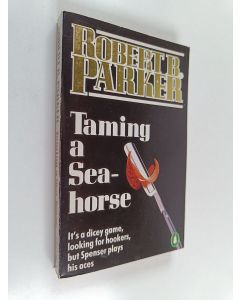 ROBERT B.
PARKER
Taming
a
Sea-
horse
It's a dicey game,
looking for hookers,
but Spenser plays
his aces